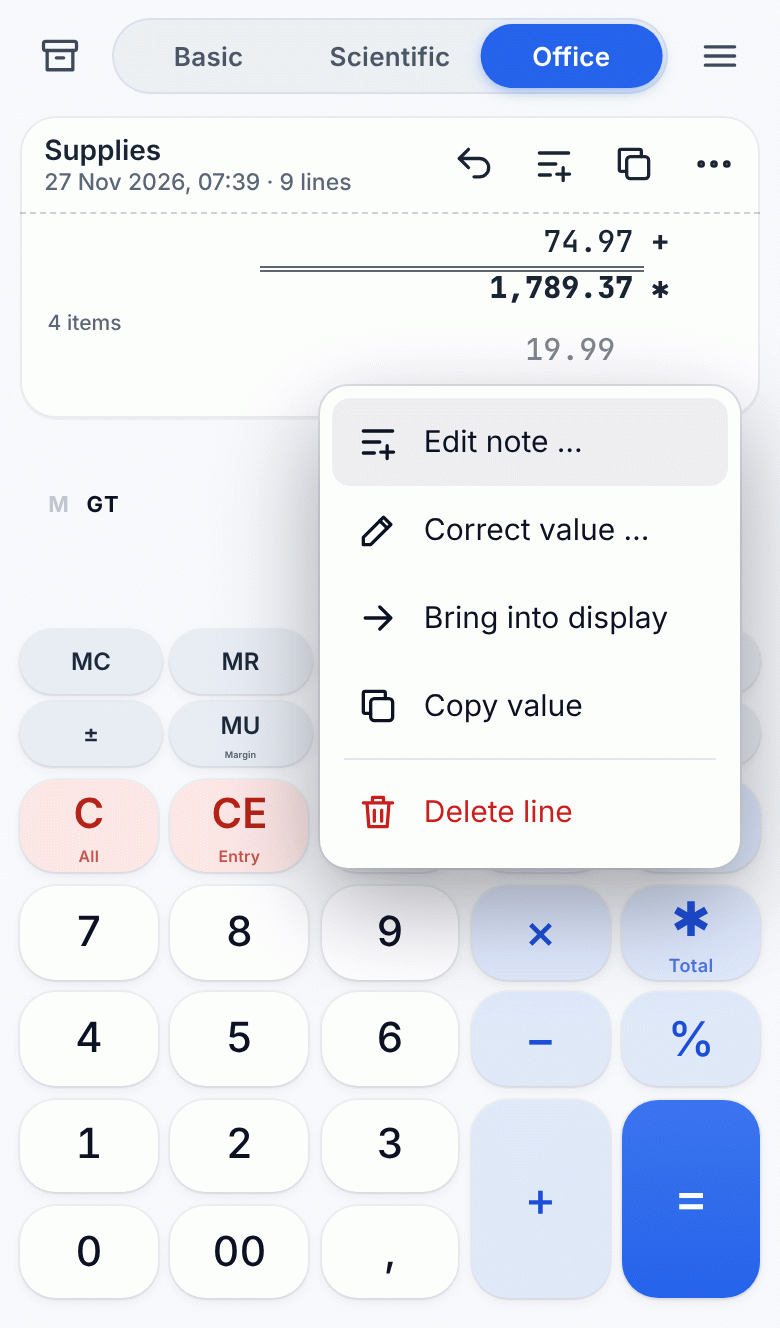 Basic Scientific Office
Supplies
27 Nov 2026, 07:39 · 9 lines
74.97 +
1,789.37 *
4 items
19.99
Edit note ...
Correct value ...
Bring into display
Copy value
Delete line
M GT
MC MR
± MU
Margin
C CE
All Entry
7 8 9 × *
Total
4 5 6 − %
1 2 3
+ =
0 00 ,